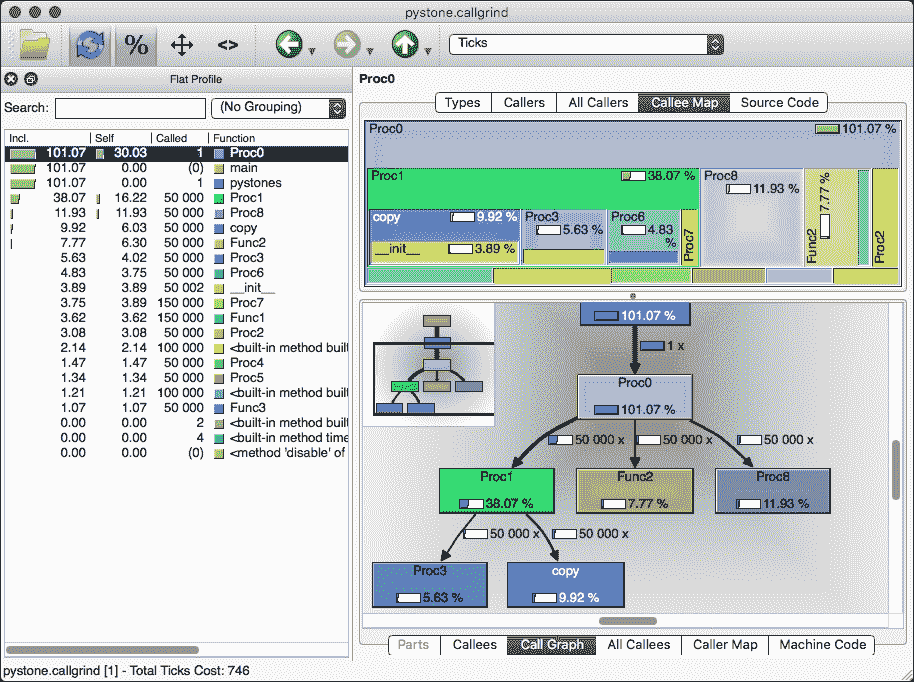 pystone.callgrind
%
<>
Ticks
Flat Profile
Search:
(No Grouping)
Incl. Self Called Function
101.07 30.03 1 Proc0
101.07 0.00 (0) main
101.07 0.00 1 pystones
38.07 16.22 50 000 Proc1
11.93 11.93 50 000 Proc8
9.92 6.03 50 000 copy
7.77 6.30 50 000 Func2
5.63 4.02 50 000 Proc3
4.83 3.75 50 000 Proc6
3.89 3.89 50 002 __init__
3.75 3.89 150 000 Proc7
3.62 3.62 150 000 Func1
3.08 3.08 50 000 Proc2
2.14 2.14 100 000 <built-in method buil
1.47 1.47 50 000 Proc4
1.34 1.34 50 000 Proc5
1.21 1.21 100 000 <built-in method buil
1.07 1.07 50 000 Func3
0.00 0.00 2 <built-in method buil
0.00 0.00 4 <built-in method time
0.00 0.00 (0) <method 'disable' of
Proc0
Types Callers All Callers Callee Map Source Code
Proc0 101.07 %
Proc1 38.07 %
copy 9.92 %
__init__ 3.89 %
Proc3
5.63 %
Proc6
4.83
%
Proc7
Proc8
11.93 %
Func2 7.77 %
Proc2
101.07 %
1 x
Proc0
101.07 %
50 000 x 50 000 x 50 000 x
Proc1
38.07 %
Func2
7.77 %
Proc8
11.93 %
50 000 x 50 000 x
Proc3
5.63 %
copy
9.92 %
Parts Callees Call Graph All Callees Caller Map Machine Code
pystone.callgrind [1] - Total Ticks Cost: 746